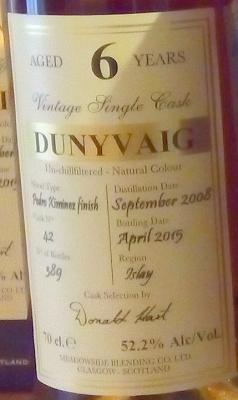 AGED 6 YEARS
Vintage Single Cask
DUNYVAIG
Un-chillfiltered - Natural Colour
Wood Type
Pedro Ximinez finish
Cask Nº
42
Nº of Bottles
389
Distillation Date
September 2008
Bottling Date
April 2015
Region
Islay
Cask Selection by
Donald Hart
70 cl.e 52.2% Alc/Vol.
MEADOWSIDE BLENDING CO. LTD.
GLASGOW - SCOTLAND